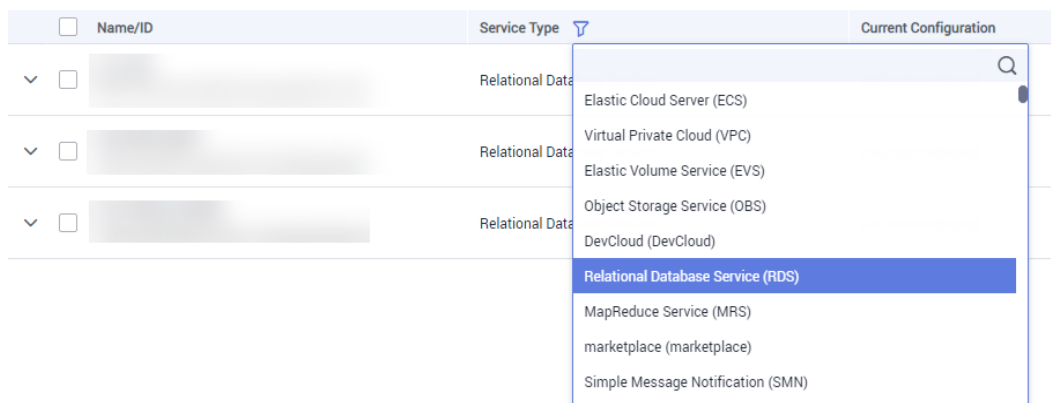 Name/ID Service Type Current Configuration
Relational Data
Relational Data
Relational Data
Elastic Cloud Server (ECS)
Virtual Private Cloud (VPC)
Elastic Volume Service (EVS)
Object Storage Service (OBS)
DevCloud (DevCloud)
Relational Database Service (RDS)
MapReduce Service (MRS)
marketplace (marketplace)
Simple Message Notification (SMN)